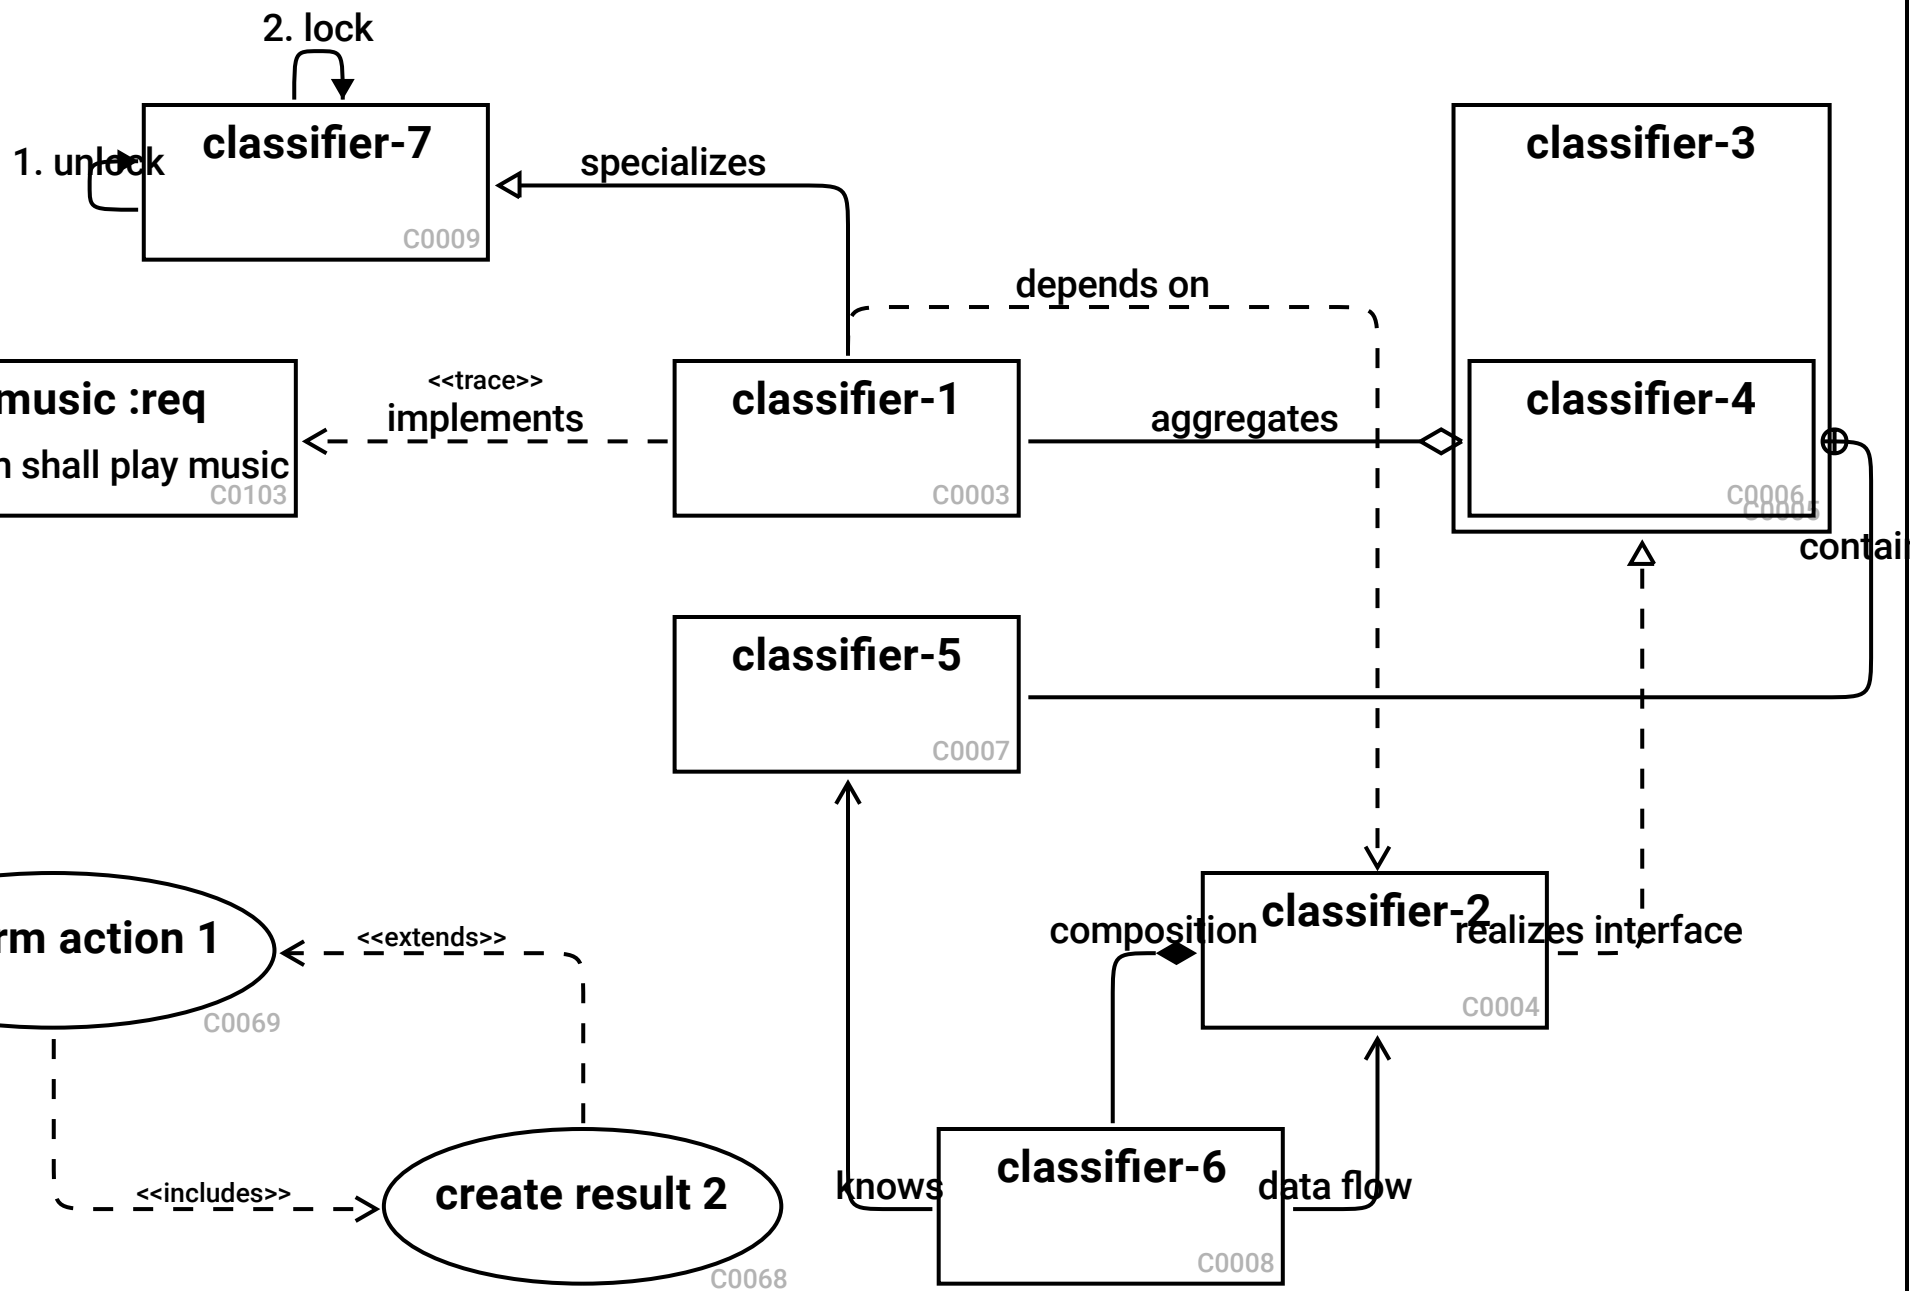 2. lock
1. unlock
classifier-7
C0009
specializes
classifier-3
depends on
music :req
shall play music
C0103
<<trace>>
implements
classifier-1
C0003
aggregates
classifier-4
C0006
C0005
classifier-5
C0007
<<extends>>
action 1
C0069
composition
classifier-2
realizes interface
C0004
<<includes>>
create result 2
C0068
knows
classifier-6
data flow
C0008